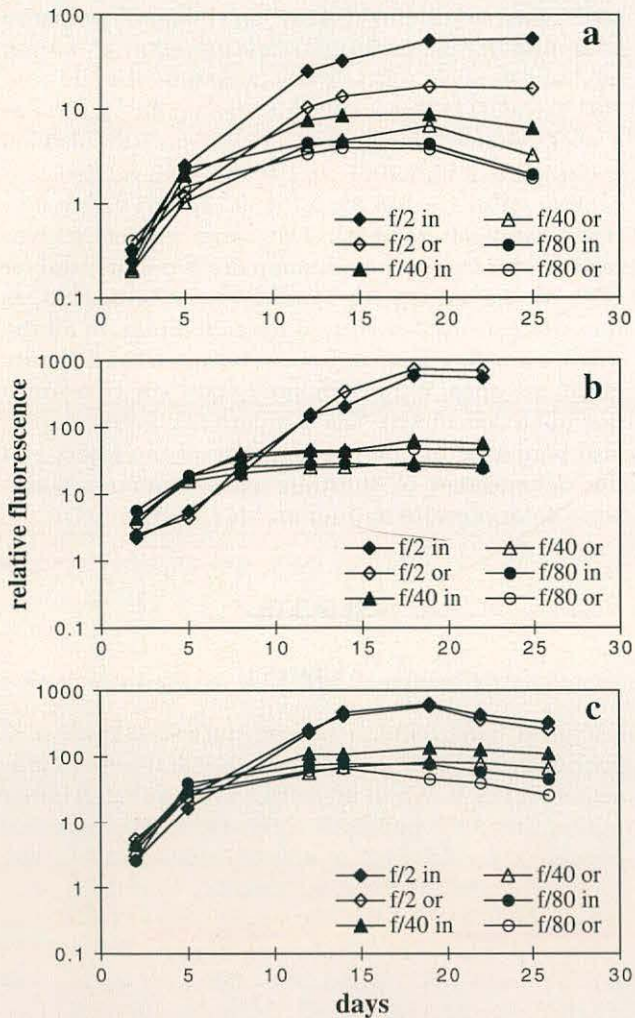 100
a
10
1
f/2 in
f/40 or
f/2 or
f/80 in
f/40 in
f/80 or
0.1
0 5 10 15 20 25 30
relative fluorescence
1000
b
100
10
1
f/2 in
f/40 or
f/2 or
f/80 in
f/40 in
f/80 or
0.1
0 5 10 15 20 25 30
1000
c
100
10
1
f/2 in
f/40 or
f/2 or
f/80 in
f/40 in
f/80 or
0.1
0 5 10 15 20 25 30
days